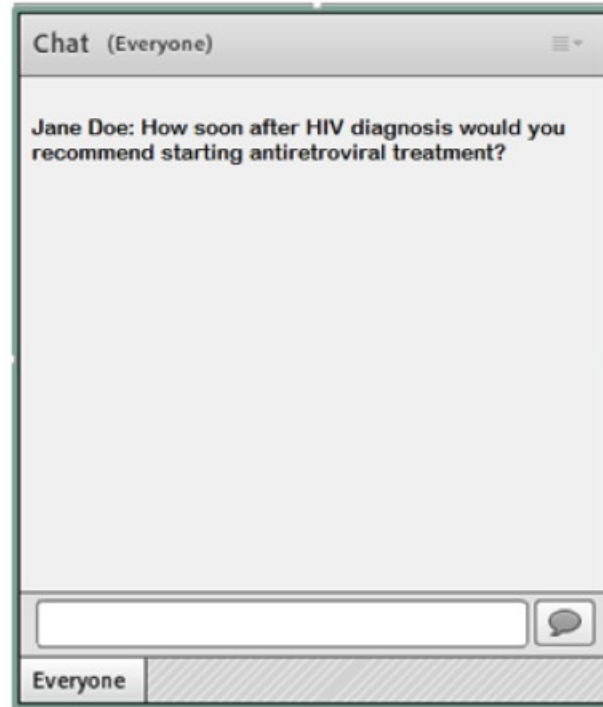 Chat (Everyone)
Jane Doe: How soon after HIV diagnosis would you
recommend starting antiretroviral treatment?
Everyone